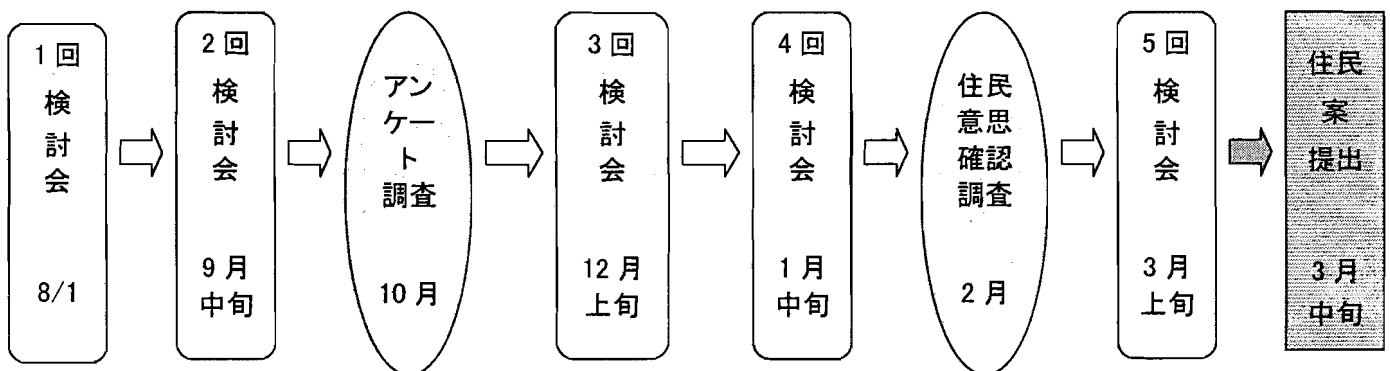 1回
検討会
8/1
2回
検討会
9月
中旬
アン
ケー
ト
調査
10月
3回
検討会
12月
上旬
4回
検討会
1月
中旬
住民
意思
確認
調査
2月
5回
検討会
3月
上旬
住民
案
提出
3月
中旬